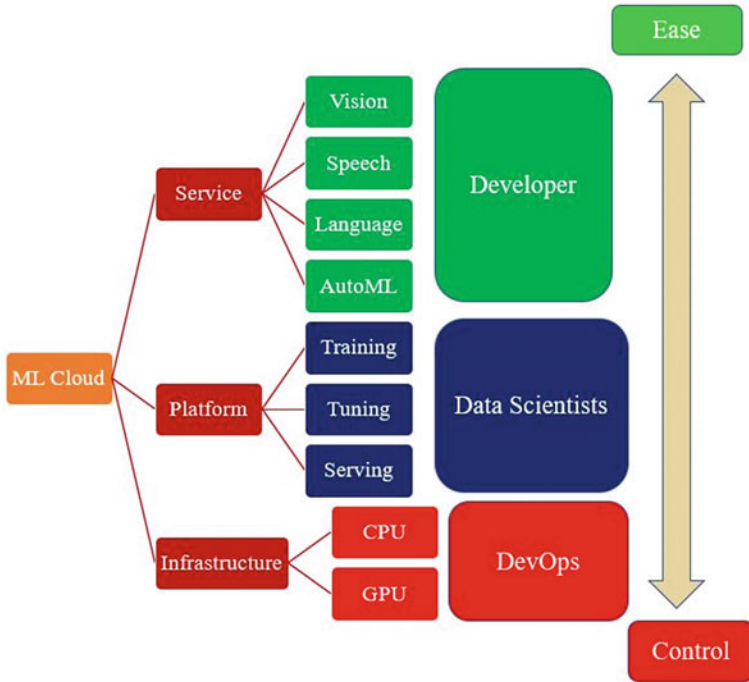 Ease
Vision
Speech
Service
Developer
Language
AutoML
Training
ML Cloud
Platform
Tuning
Data Scientists
Serving
CPU
Infrastructure
DevOps
GPU
Control